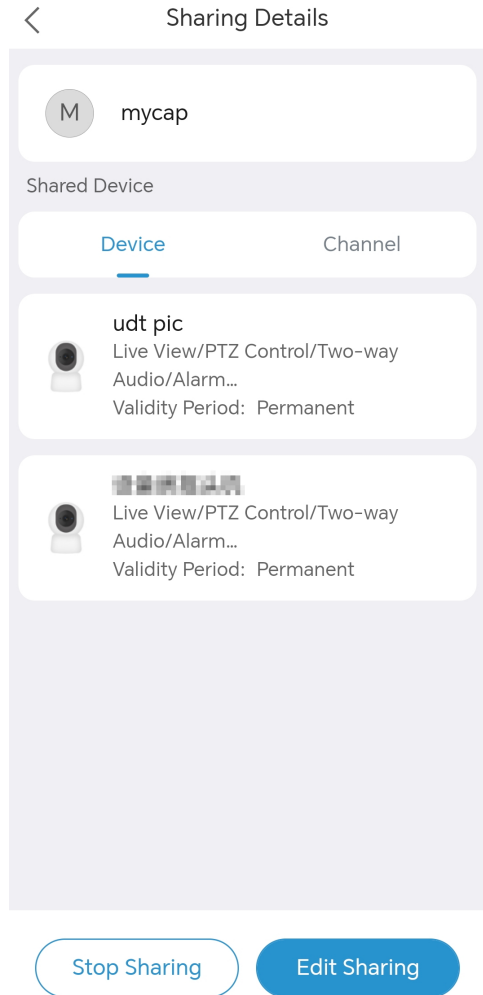 Sharing Details
M
mycap
Shared Device
Device
Channel
udt pic
Live View/PTZ Control/Two-way
Audio/Alarm...
Validity Period: Permanent
Live View/PTZ Control/Two-way
Audio/Alarm...
Validity Period: Permanent
Stop Sharing
Edit Sharing